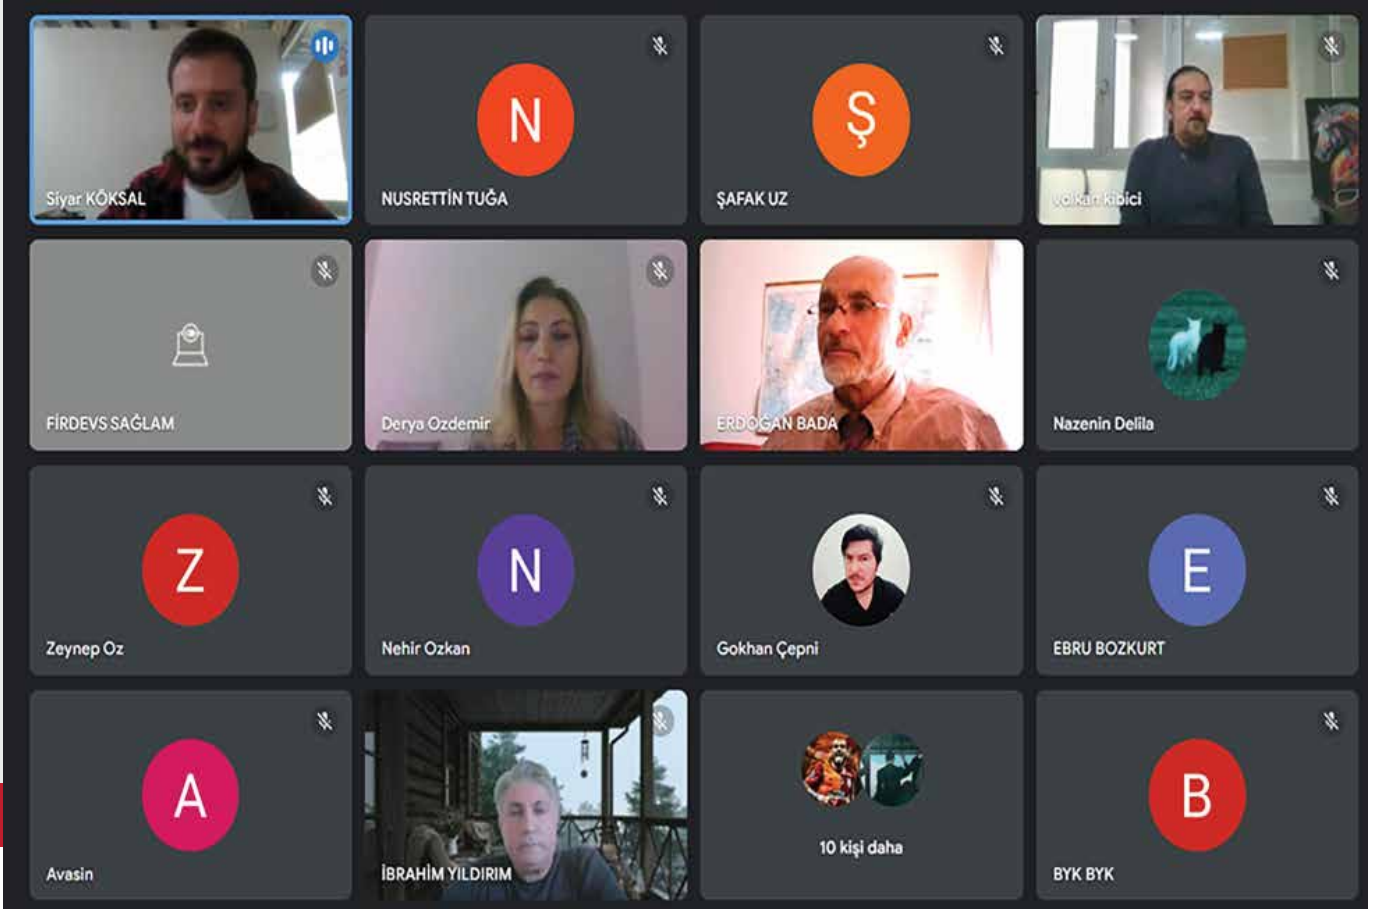 Siyar KÖKSAL
N
NUSRETTİN TUĞA
Ş
ŞAFAK UZ
volkan kibici
FİRDEVS SAĞLAM
Derya Ozdemir
ERDOĞAN BADA
Nazenin Delila
Z
Zeynep Oz
N
Nehir Ozkan
Gokhan Çepni
E
EBRU BOZKURT
A
Avasin
İBRAHİM YILDIRIM
10 kişi daha
B
BYK BYK